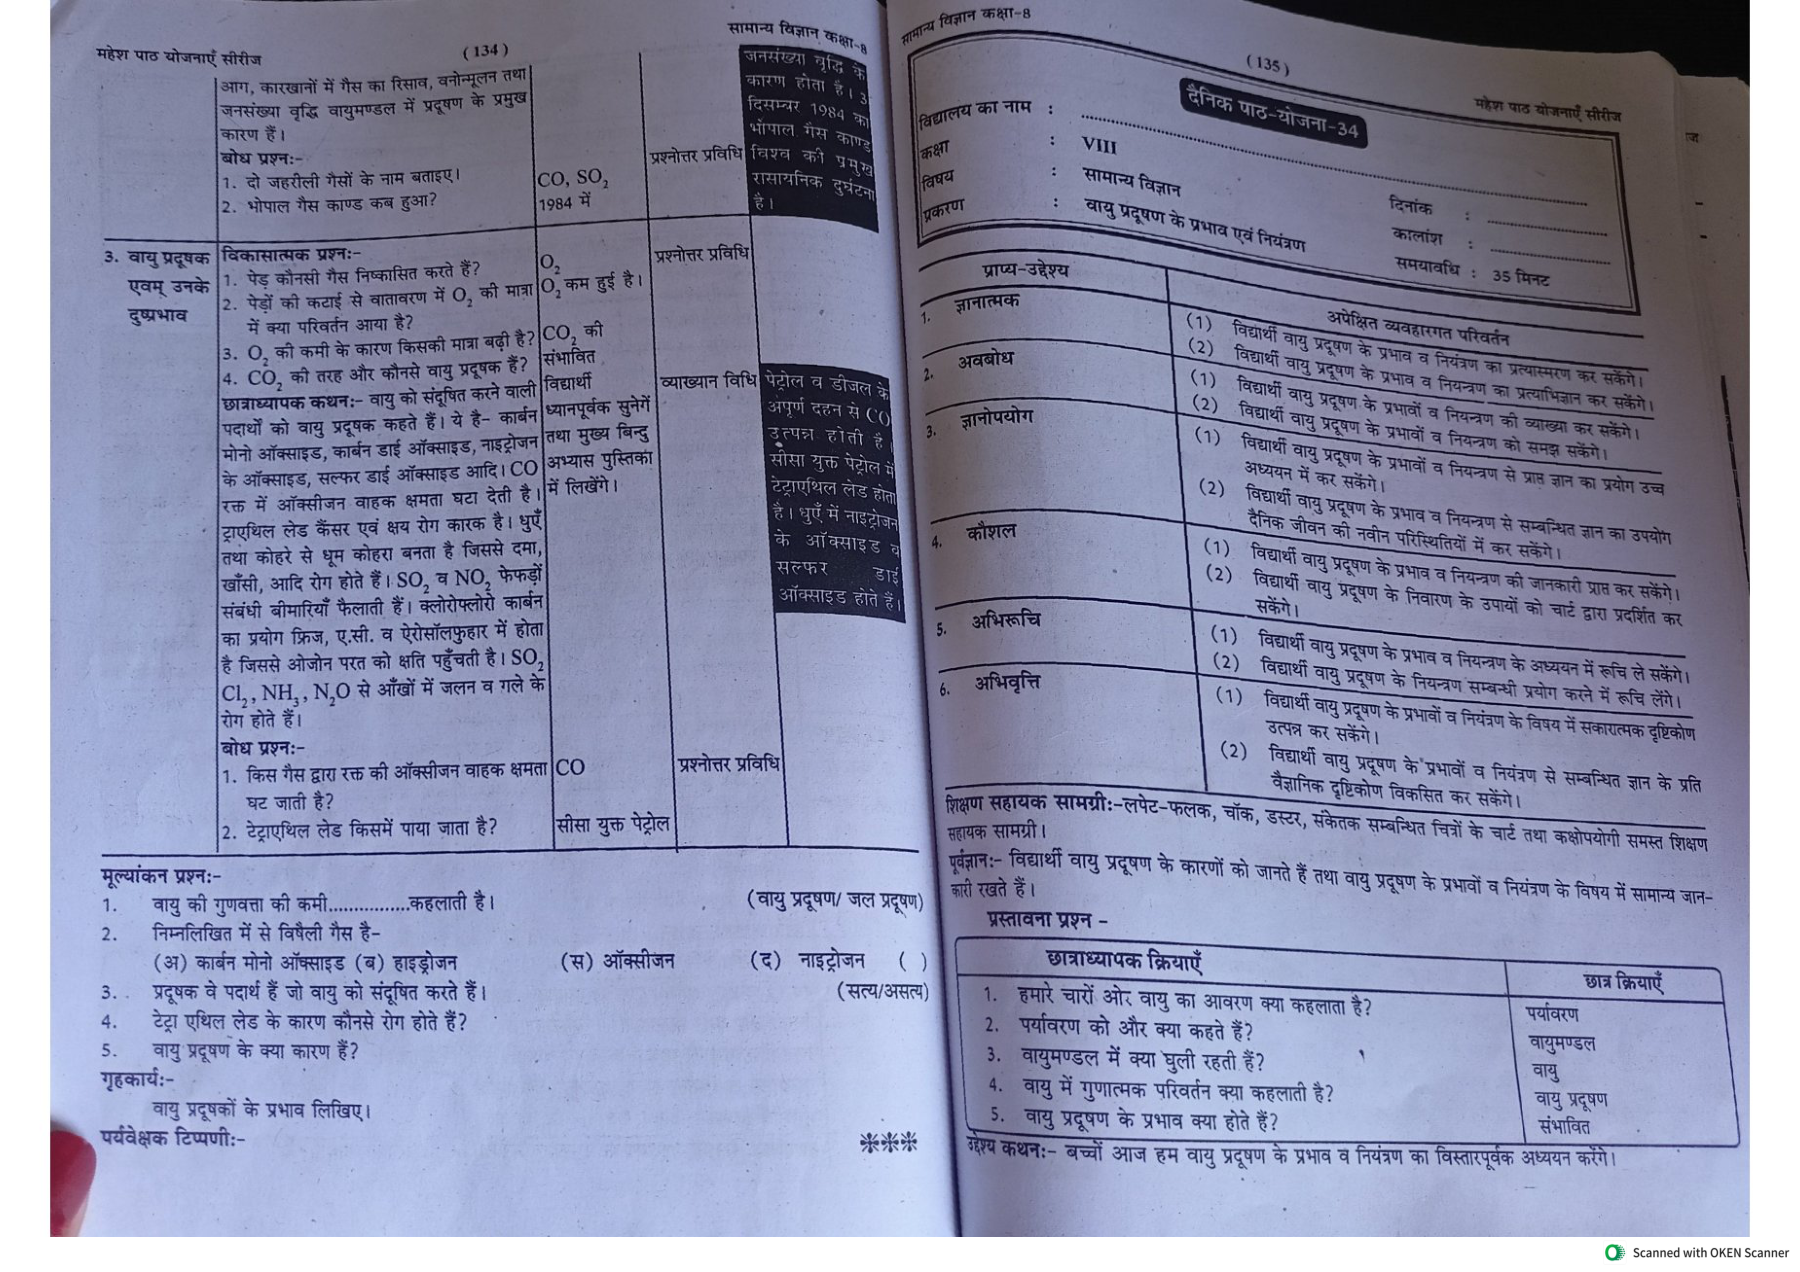 महेश पाठ योजनाएँ सीरीज
(134)
सामान्य विज्ञान कक्षा-8
आग, कारखानों में गैस का रिसाव, वनोन्मूलन तथा
जनसंख्या वृद्धि वायुमण्डल में प्रदूषण के प्रमुख
कारण हैं।
बोध प्रश्न:-
1. दो जहरीली गैसों के नाम बताइए।
2. भोपाल गैस काण्ड कब हुआ?
CO, SO₂
1984 में
प्रश्नोत्तर प्रविधि
जनसंख्या वृद्धि के
कारण होता है। 3
दिसम्बर 1984 का
भोपाल गैस काण्ड
विश्व की प्रमुख
रासायनिक दुर्घटना
है।
3. वायु प्रदूषक
एवम् उनके
दुष्प्रभाव
विकासात्मक प्रश्न:-
1. पेड़ कौनसी गैस निष्कासित करते हैं?
2. पेड़ों की कटाई से वातावरण में O₂ की मात्रा
में क्या परिवर्तन आया है?
3. O₂ की कमी के कारण किसकी मात्रा बढ़ी है?
4. CO₂ की तरह और कौनसे वायु प्रदूषक हैं?
छात्राध्यापक कथन:- वायु को संदूषित करने वाली
पदार्थों को वायु प्रदूषक कहते हैं। ये है- कार्बन
मोनो ऑक्साइड, कार्बन डाई ऑक्साइड, नाइट्रोजन
के ऑक्साइड, सल्फर डाई ऑक्साइड आदि। CO
रक्त में ऑक्सीजन वाहक क्षमता घटा देती है।
ट्राएथिल लेड कैंसर एवं क्षय रोग कारक है। धुएँ
तथा कोहरे से धूम कोहरा बनता है जिससे दमा,
खाँसी, आदि रोग होते हैं। SO₂ व NO₂ फेफड़ों
संबंधी बीमारियाँ फैलाती हैं। क्लोरोफ्लोरो कार्बन
का प्रयोग फ्रिज, ए.सी. व ऐरोसॉलफुहार में होता
है जिससे ओजोन परत को क्षति पहुँचती है। SO₂
Cl₂, NH₃, N₂O से आँखों में जलन व गले के
रोग होते हैं।
बोध प्रश्न:-
1. किस गैस द्वारा रक्त की ऑक्सीजन वाहक क्षमता
घट जाती है?
2. टेट्राएथिल लेड किसमें पाया जाता है?
O₂
O₂ कम हुई है।
CO₂ की
संभावित
विद्यार्थी
ध्यानपूर्वक सुनेगें
तथा मुख्य बिन्दु
अभ्यास पुस्तिका
में लिखेंगे।
CO
सीसा युक्त पेट्रोल
प्रश्नोत्तर प्रविधि
व्याख्यान विधि
प्रश्नोत्तर प्रविधि
पेट्रोल व डीजल के
अपूर्ण दहन से CO
उत्पन्न होती है।
सीसा युक्त पेट्रोल में
टेट्राएथिल लेड होता
है। धुएँ में नाइट्रोजन
के ऑक्साइड व
सल्फर डाई
ऑक्साइड होते हैं।
मूल्यांकन प्रश्न:-
1. वायु की गुणवत्ता की कमी................कहलाती है। (वायु प्रदूषण/ जल प्रदूषण)
2. निम्नलिखित में से विषैली गैस है-
(अ) कार्बन मोनो ऑक्साइड (ब) हाइड्रोजन (स) ऑक्सीजन (द) नाइट्रोजन ( )
3. . प्रदूषक वे पदार्थ हैं जो वायु को संदूषित करते हैं। (सत्य/असत्य)
4. टेट्रा एथिल लेड के कारण कौनसे रोग होते हैं?
5. वायु प्रदूषण के क्या कारण हैं?
गृहकार्य:-
वायु प्रदूषकों के प्रभाव लिखिए।
पर्यवेक्षक टिप्पणी:-
सामान्य विज्ञान कक्षा-8
(135)
महेश पाठ योजनाएँ सीरीज
दैनिक पाठ-योजना-34
विद्यालय का नाम : ........................
कक्षा : VIII
विषय : सामान्य विज्ञान
प्रकरण : वायु प्रदूषण के प्रभाव एवं नियंत्रण
दिनांक : ........................
कालांश : ........................
समयावधि : 35 मिनट
प्राप्य-उद्देश्य
अपेक्षित व्यवहारगत परिवर्तन
1. ज्ञानात्मक
(1) विद्यार्थी वायु प्रदूषण के प्रभाव व नियंत्रण का प्रत्यास्मरण कर सकेंगे।
(2) विद्यार्थी वायु प्रदूषण के प्रभाव व नियन्त्रण का प्रत्याभिज्ञान कर सकेंगे।
2. अवबोध
(1) विद्यार्थी वायु प्रदूषण के प्रभावों व नियन्त्रण की व्याख्या कर सकेंगे।
(2) विद्यार्थी वायु प्रदूषण के प्रभावों व नियन्त्रण को समझ सकेंगे।
3. ज्ञानोपयोग
(1) विद्यार्थी वायु प्रदूषण के प्रभावों व नियन्त्रण से प्राप्त ज्ञान का प्रयोग उच्च
अध्ययन में कर सकेंगे।
(2) विद्यार्थी वायु प्रदूषण के प्रभाव व नियन्त्रण से सम्बन्धित ज्ञान का उपयोग
दैनिक जीवन की नवीन परिस्थितियों में कर सकेंगे।
4. कौशल
(1) विद्यार्थी वायु प्रदूषण के प्रभाव व नियन्त्रण की जानकारी प्राप्त कर सकेंगे।
(2) विद्यार्थी वायु प्रदूषण के निवारण के उपायों को चार्ट द्वारा प्रदर्शित कर
सकेंगे।
5. अभिरूचि
(1) विद्यार्थी वायु प्रदूषण के प्रभाव व नियन्त्रण के अध्ययन में रूचि ले सकेंगे।
(2) विद्यार्थी वायु प्रदूषण के नियन्त्रण सम्बन्धी प्रयोग करने में रूचि लेंगे।
6. अभिवृत्ति
(1) विद्यार्थी वायु प्रदूषण के प्रभावों व नियंत्रण के विषय में सकारात्मक दृष्टिकोण
उत्पन्न कर सकेंगे।
(2) विद्यार्थी वायु प्रदूषण के प्रभावों व नियंत्रण से सम्बन्धित ज्ञान के प्रति
वैज्ञानिक दृष्टिकोण विकसित कर सकेंगे।
शिक्षण सहायक सामग्री:-लपेट-फलक, चॉक, डस्टर, संकेतक सम्बन्धित चित्रों के चार्ट तथा कक्षोपयोगी समस्त शिक्षण
सहायक सामग्री।
पूर्वज्ञान:- विद्यार्थी वायु प्रदूषण के कारणों को जानते हैं तथा वायु प्रदूषण के प्रभावों व नियंत्रण के विषय में सामान्य जान-
कारी रखते हैं।
प्रस्तावना प्रश्न -
छात्राध्यापक क्रियाएँ
छात्र क्रियाएँ
1. हमारे चारों ओर वायु का आवरण क्या कहलाता है? पर्यावरण
2. पर्यावरण को और क्या कहते हैं? वायुमण्डल
3. वायुमण्डल में क्या घुली रहती हैं? वायु
4. वायु में गुणात्मक परिवर्तन क्या कहलाती है? वायु प्रदूषण
5. वायु प्रदूषण के प्रभाव क्या होते हैं? संभावित
उद्देश्य कथन:- बच्चों आज हम वायु प्रदूषण के प्रभाव व नियंत्रण का विस्तारपूर्वक अध्ययन करेंगे।
Scanned with OKEN Scanner